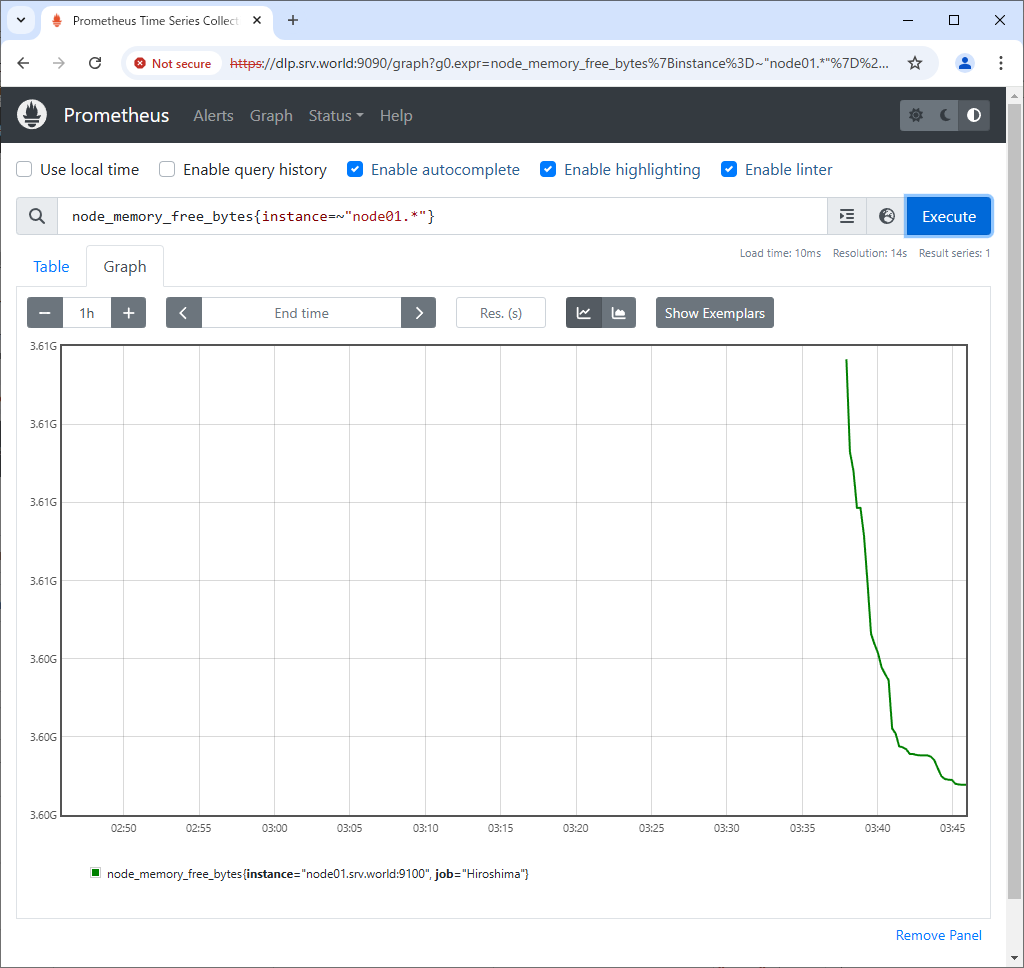 Prometheus Time Series Collect
Not secure https://dlp.srv.world:9090/graph?g0.expr=node_memory_free_bytes%7Binstance%3D~"node01.*"%7D%2...
Prometheus Alerts Graph Status Help
Use local time Enable query history Enable autocomplete Enable highlighting Enable linter
node_memory_free_bytes{instance=~"node01.*"} Execute
Load time: 10ms Resolution: 14s Result series: 1
Table Graph
1h End time Res. (s) Show Exemplars
3.61G
3.61G
3.61G
3.61G
3.60G
3.60G
3.60G
02:50 02:55 03:00 03:05 03:10 03:15 03:20 03:25 03:30 03:35 03:40 03:45
node_memory_free_bytes{instance="node01.srv.world:9100", job="Hiroshima"}
Remove Panel